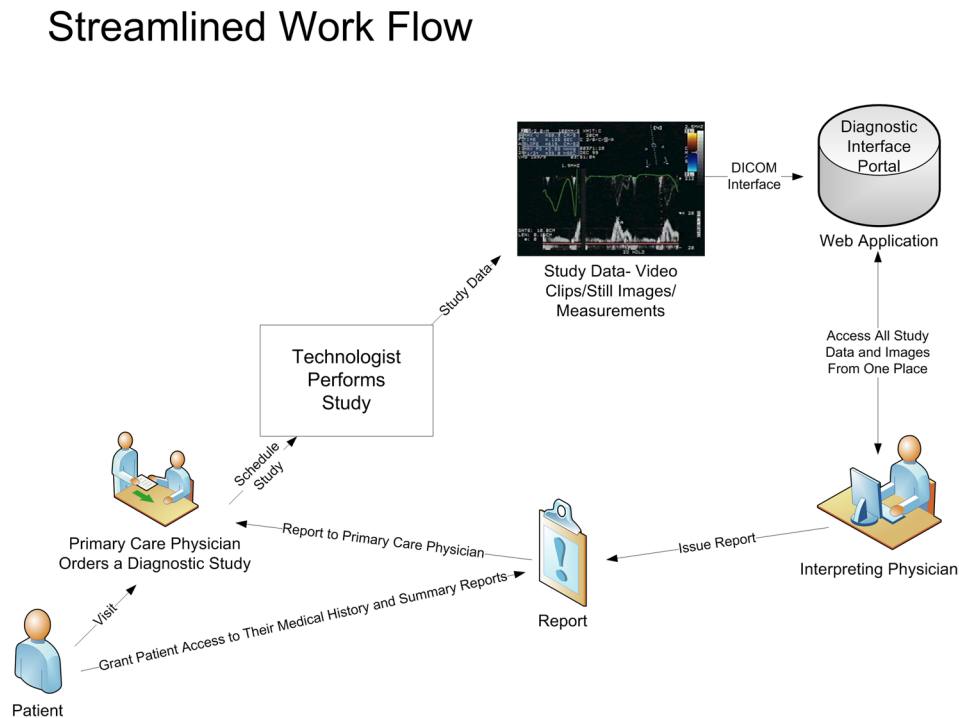 Streamlined Work Flow
Diagnostic
Interface
Portal
DICOM
Interface
Web Application
Study Data- Video
Clips/Still Images/
Measurements
Study Data
Access All Study
Data and Images
From One Place
Technologist
Performs
Study
Schedule
Study
Primary Care Physician
Orders a Diagnostic Study
Report to Primary Care Physician
Issue Report
Interpreting Physician
Report
Visit
Grant Patient Access to Their Medical History and Summary Reports
Patient